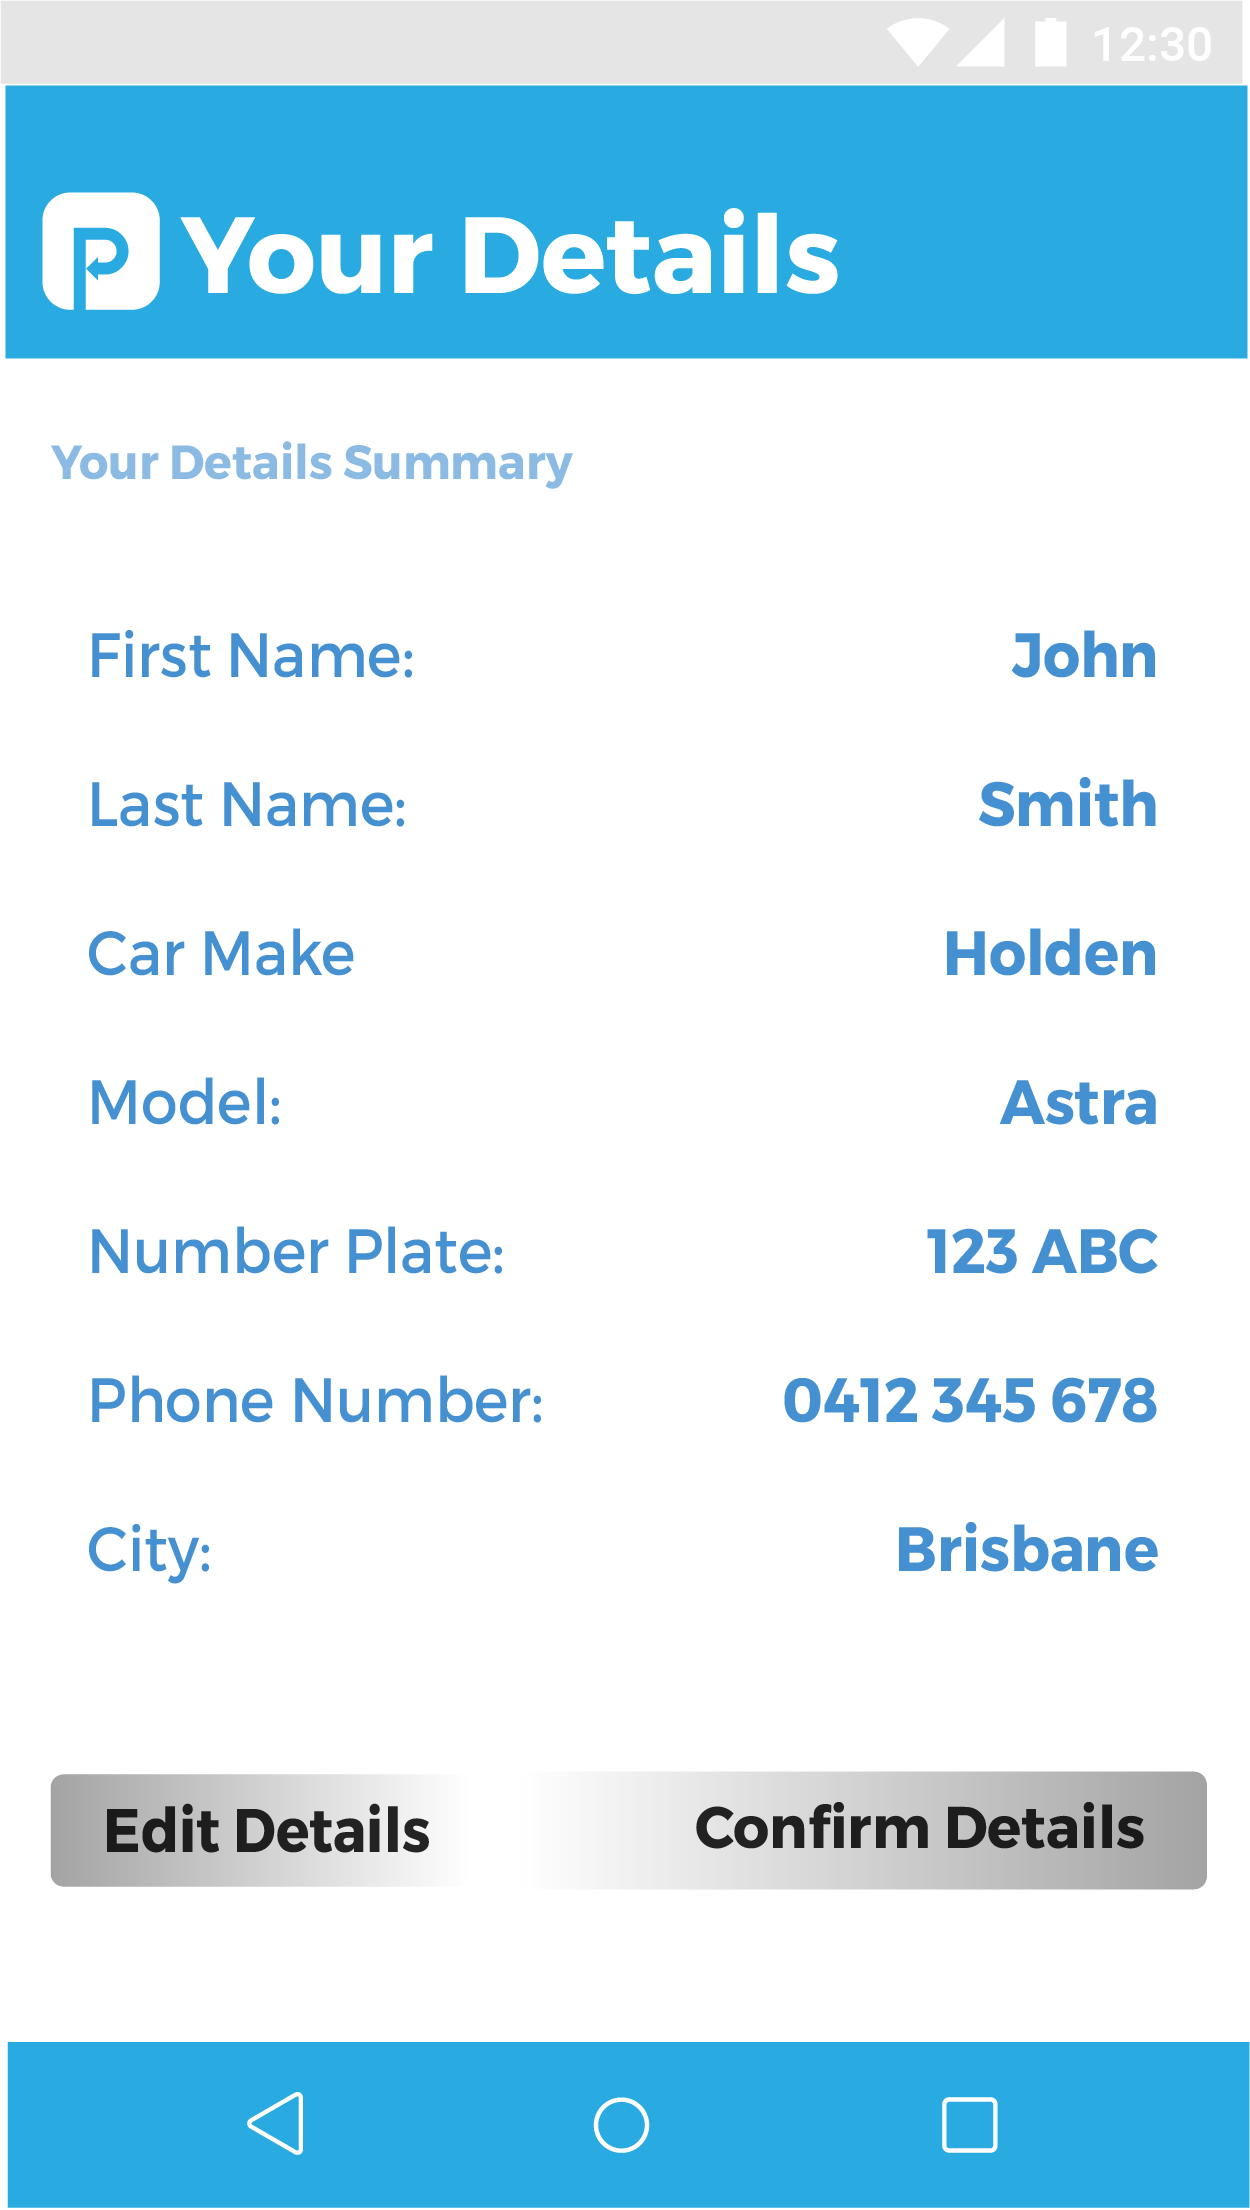 12:30
P Your Details
Your Details Summary
First Name: John
Last Name: Smith
Car Make Holden
Model: Astra
Number Plate: 123 ABC
Phone Number: 0412 345 678
City: Brisbane
Edit Details Confirm Details